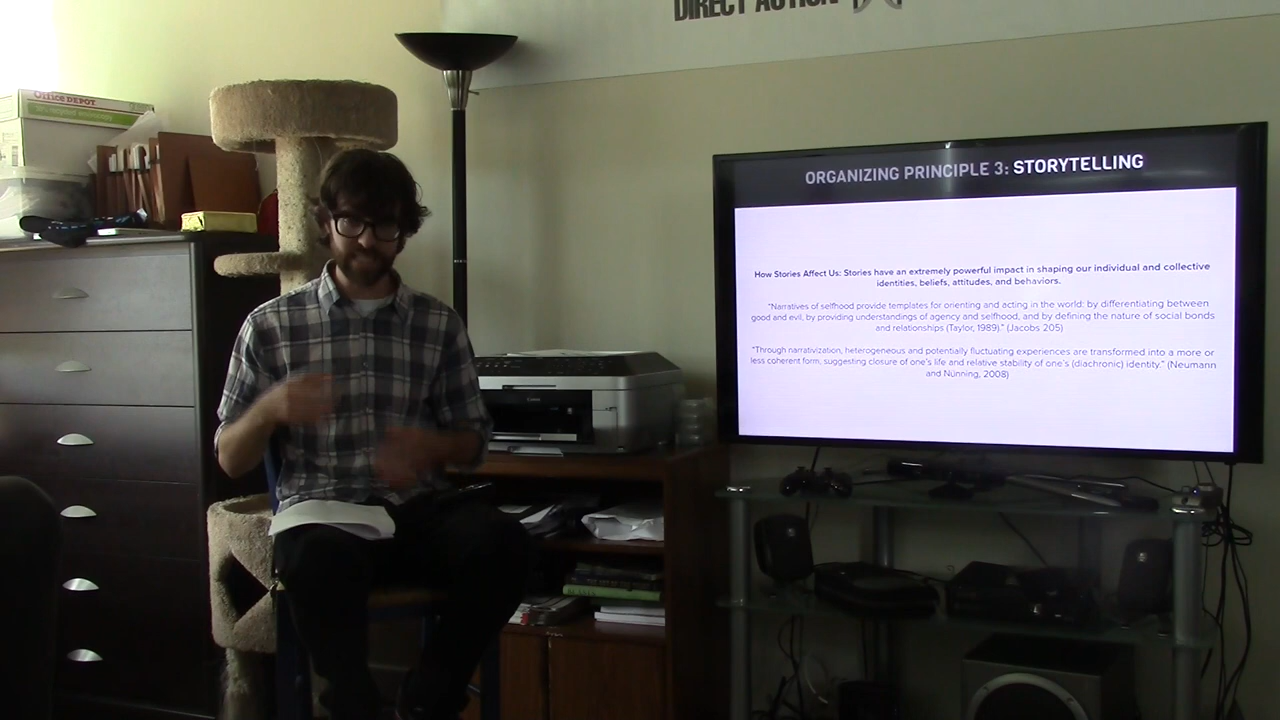 DIRECT ACTION
Office DEPOT
ORGANIZING PRINCIPLE 3: STORYTELLING
How Stories Affect Us: Stories have an extremely powerful impact in shaping our individual and collective
identities, beliefs, attitudes, and behaviors.
"Narratives of selfhood provide templates for orienting and acting in the world: by differentiating between
good and evil, by providing understandings of agency and selfhood, and by defining the nature of social bonds
and relationships (Taylor, 1989)." (Jacobs 205)
"Through narrativization, heterogeneous and potentially fluctuating experiences are transformed into a more or
less coherent form, suggesting closure of one's life and relative stability of one's (diachronic) identity." (Neumann
and Nünning, 2008)
Canon